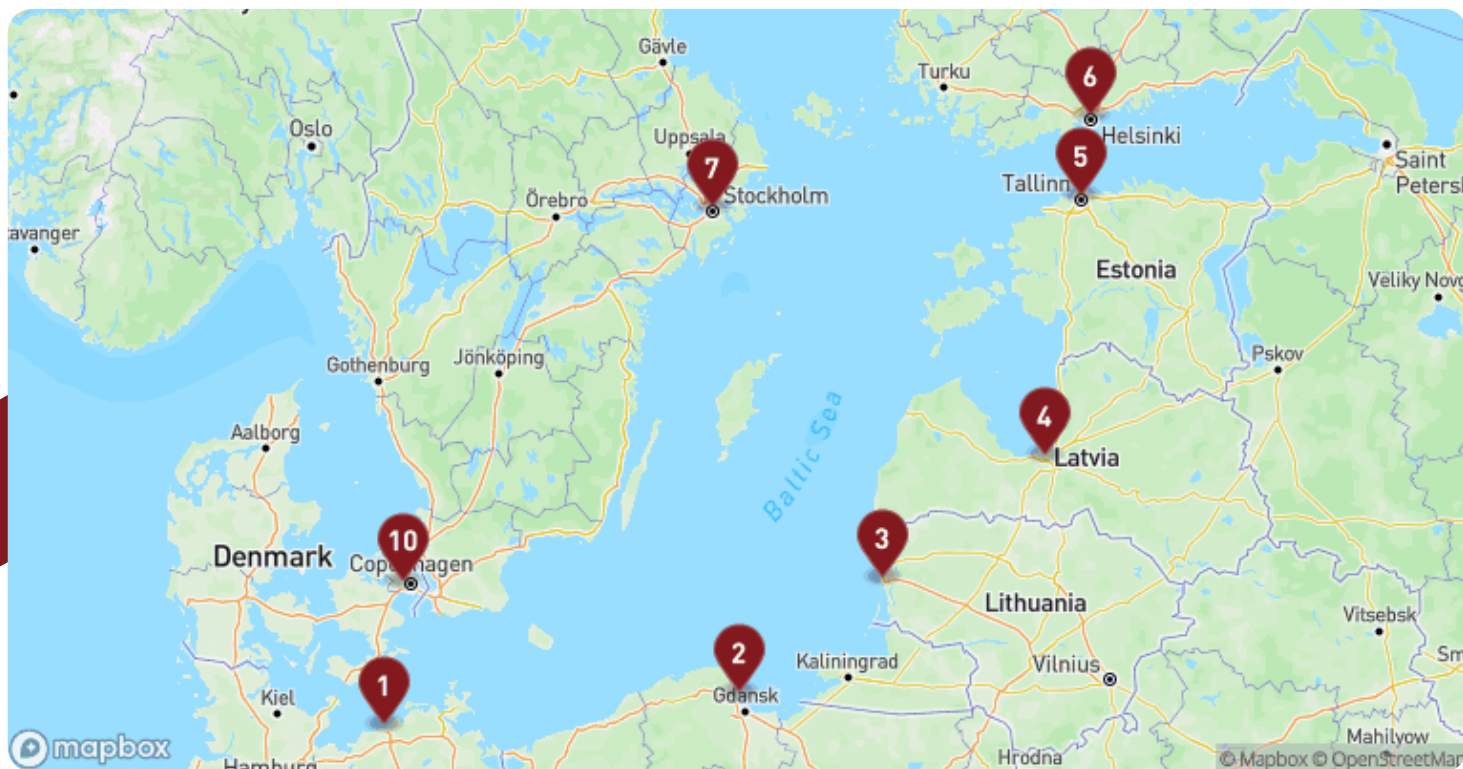 Gävle
Turku
6
Oslo
Helsinki
Uppsala
5
Saint
Petersl
7
Tallinn
Stockholm
Örebro
tavanger
Estonia
Veliky Novg
Gothenburg
Jönköping
Pskov
4
Aalborg
Latvia
Baltic Sea
3
10
Denmark
Copenhagen
Lithuania
Vitsebsk
2
Kaliningrad
Vilnius
Sm
1
Kiel
Gdansk
Mahilyow
mapbox
Hrodna
© Mapbox © OpenStreetMap
Hamburg